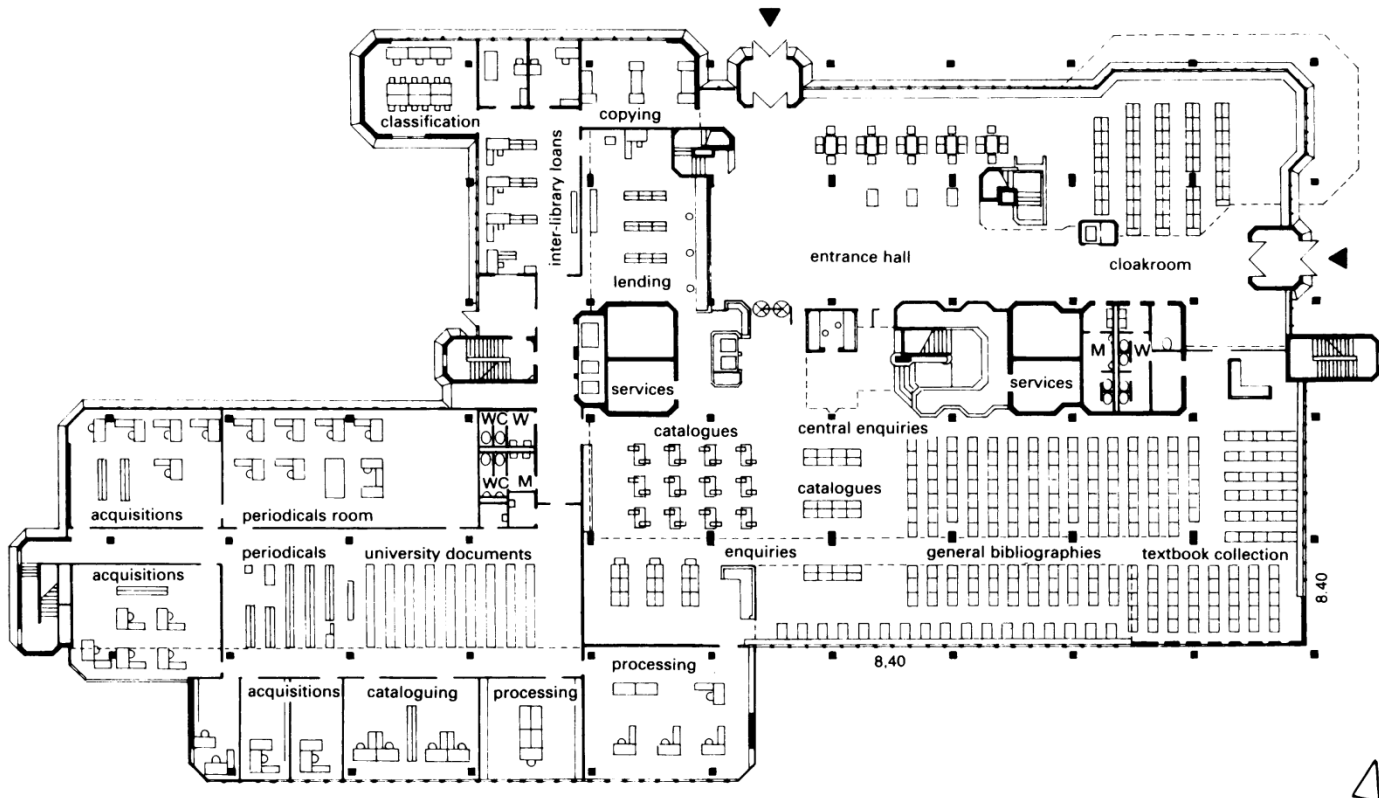 classification
copying
inter-library loans
lending
entrance hall
cloakroom
services
services
M
W
WC
W
WC
M
catalogues
central enquiries
catalogues
acquisitions
periodicals room
periodicals
university documents
enquiries
general bibliographies
textbook collection
acquisitions
8.40
8,40
processing
acquisitions
cataloguing
processing